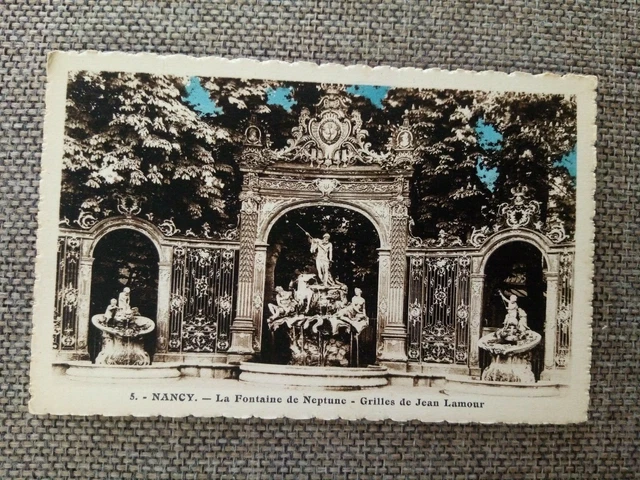 5. - NANCY. — La Fontaine de Neptune - Grilles de Jean Lamour